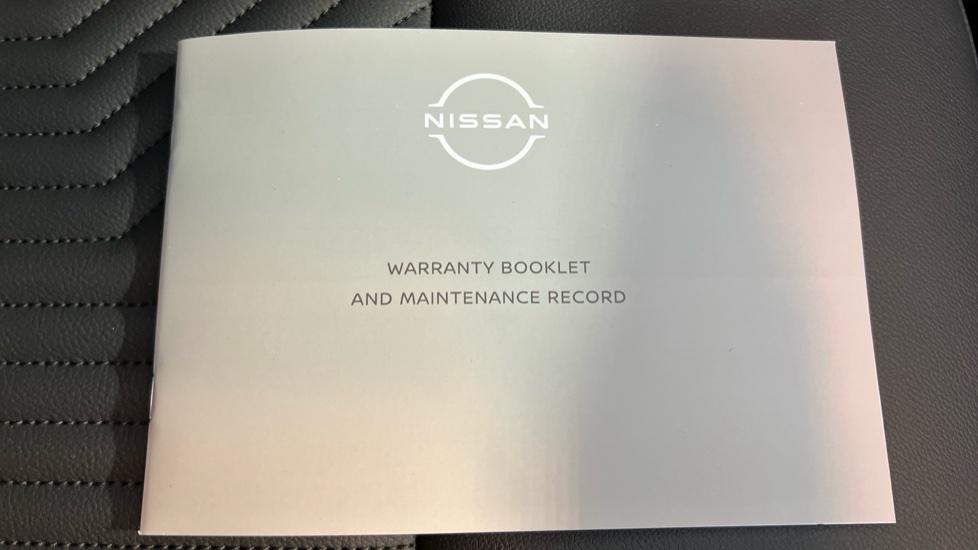 NISSAN
WARRANTY BOOKLET
AND MAINTENANCE RECORD